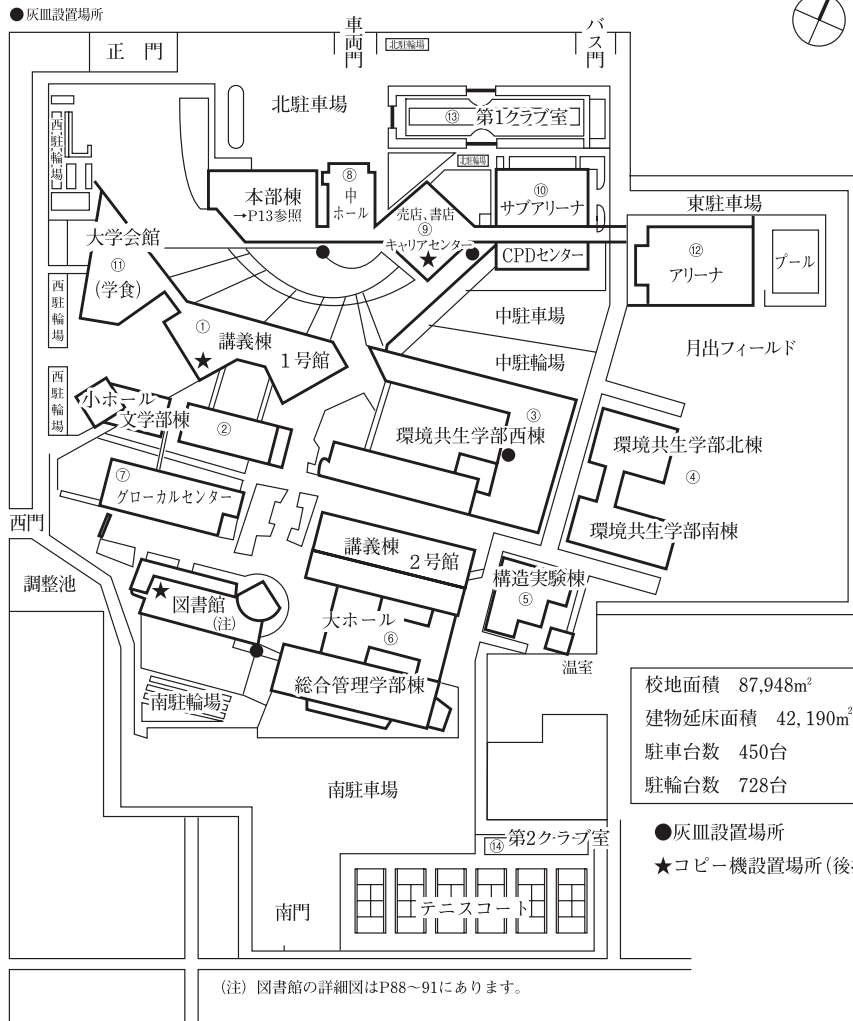 ●灰皿設置場所
正 門
車両門
北駐輪場
バス門
北駐車場
⑬ 第1クラブ室
西駐輪場
北駐輪場
本部棟
→P13参照
⑧
中
ホール
売店、書店
⑨
キャリアセンター
★
⑩
サブアリーナ
CPDセンター
東駐車場
⑫
アリーナ
プール
大学会館
⑪
(学食)
西駐輪場
①
講義棟
1号館
★
中駐車場
中駐輪場
月出フィールド
西駐輪場
小ホール
文学部棟
②
③
環境共生学部西棟
環境共生学部北棟
④
環境共生学部南棟
⑦
グローカルセンター
西門
調整池
講義棟
2号館
構造実験棟
⑤
★
図書館
(注)
大ホール
⑥
温室
総合管理学部棟
南駐輪場
校地面積 87,948m²
建物延床面積 42,190m²
駐車台数 450台
駐輪台数 728台
南駐車場
●灰皿設置場所
★コピー機設置場所(後
第2クラブ室
⑭
南門
テニスコート
(注) 図書館の詳細図はP88～91にあります。